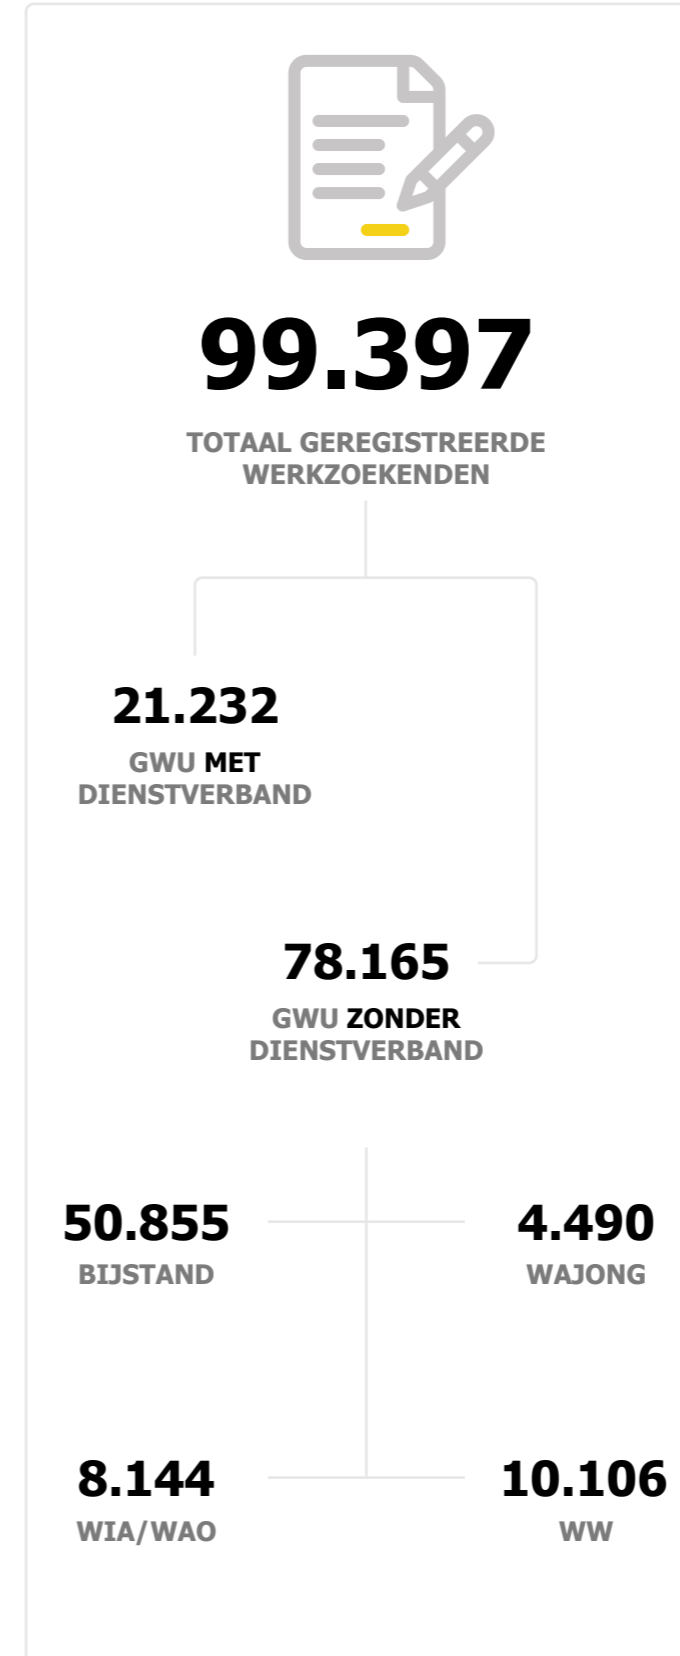 99.397
TOTAAL GEREGISTREERDE
WERKZOEKENDEN
21.232
GWU MET
DIENSTVERBAND
78.165
GWU ZONDER
DIENSTVERBAND
50.855
BIJSTAND
4.490
WAJONG
8.144
WIA/WAO
10.106
WW